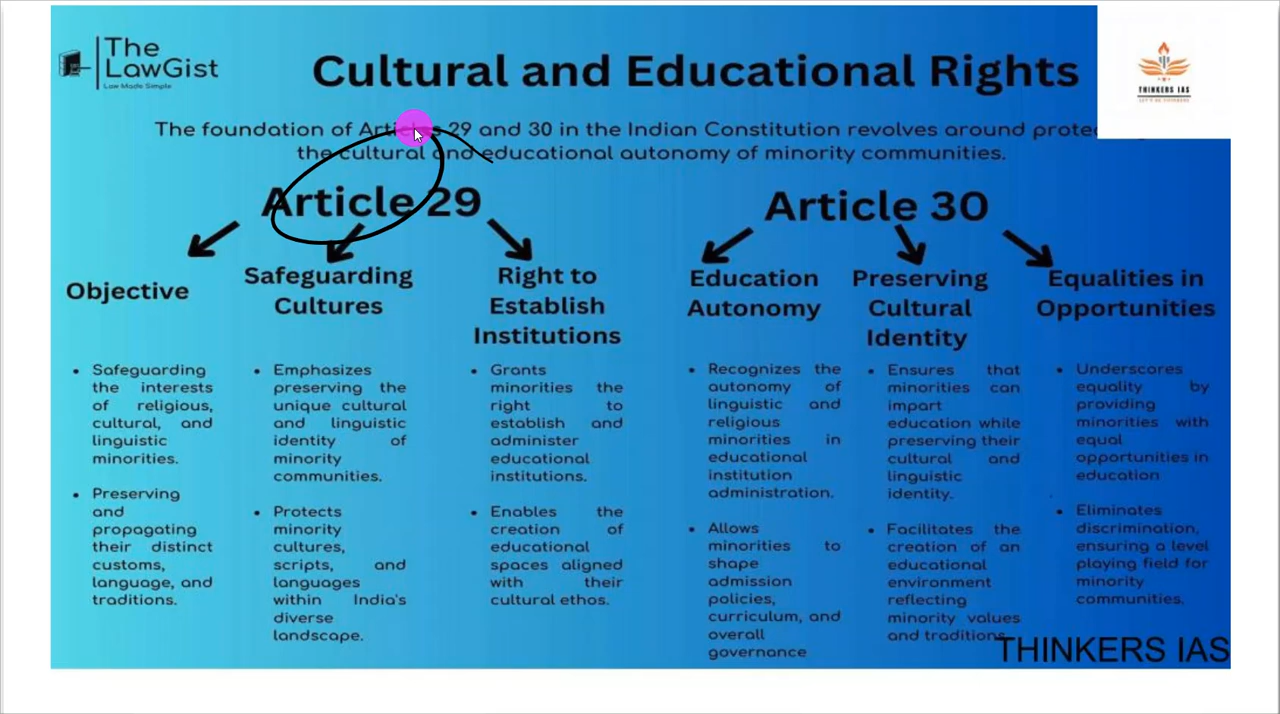 The
LawGist
Law Made Simple
Cultural and Educational Rights
THINKERS IAS
LET'S BE THINKERS
The foundation of Articles 29 and 30 in the Indian Constitution revolves around
the cultural and educational autonomy of minority communities.
Article 29
Article 30
Objective
Safeguarding
Cultures
Right to
Establish
Institutions
Education
Autonomy
Preserving
Cultural
Identity
Equalities in
Opportunities
• Safeguarding
the interests
of religious,
cultural, and
linguistic
minorities.
• Preserving
and
propagating
their distinct
customs,
language, and
traditions.
• Emphasizes
preserving the
unique cultural
and linguistic
identity of
minority
communities.
• Protects
minority
cultures,
scripts, and
languages
within India's
diverse
landscape.
• Grants
minorities the
right to
establish and
administer
educational
institutions.
• Enables the
creation of
educational
spaces aligned
with their
cultural ethos.
• Recognizes the
autonomy of
linguistic and
religious
minorities in
educational
institution
administration.
• Allows
minorities to
shape
admission
policies,
curriculum, and
overall
governance
• Ensures that
minorities can
impart
education while
preserving their
cultural and
linguistic
identity.
• Facilitates the
creation of an
educational
environment
reflecting
minority values
and traditions.
• Underscores
equality by
providing
minorities with
equal
opportunities in
education
• Eliminates
discrimination,
ensuring a level
playing field for
minority
communities.
THINKERS IAS